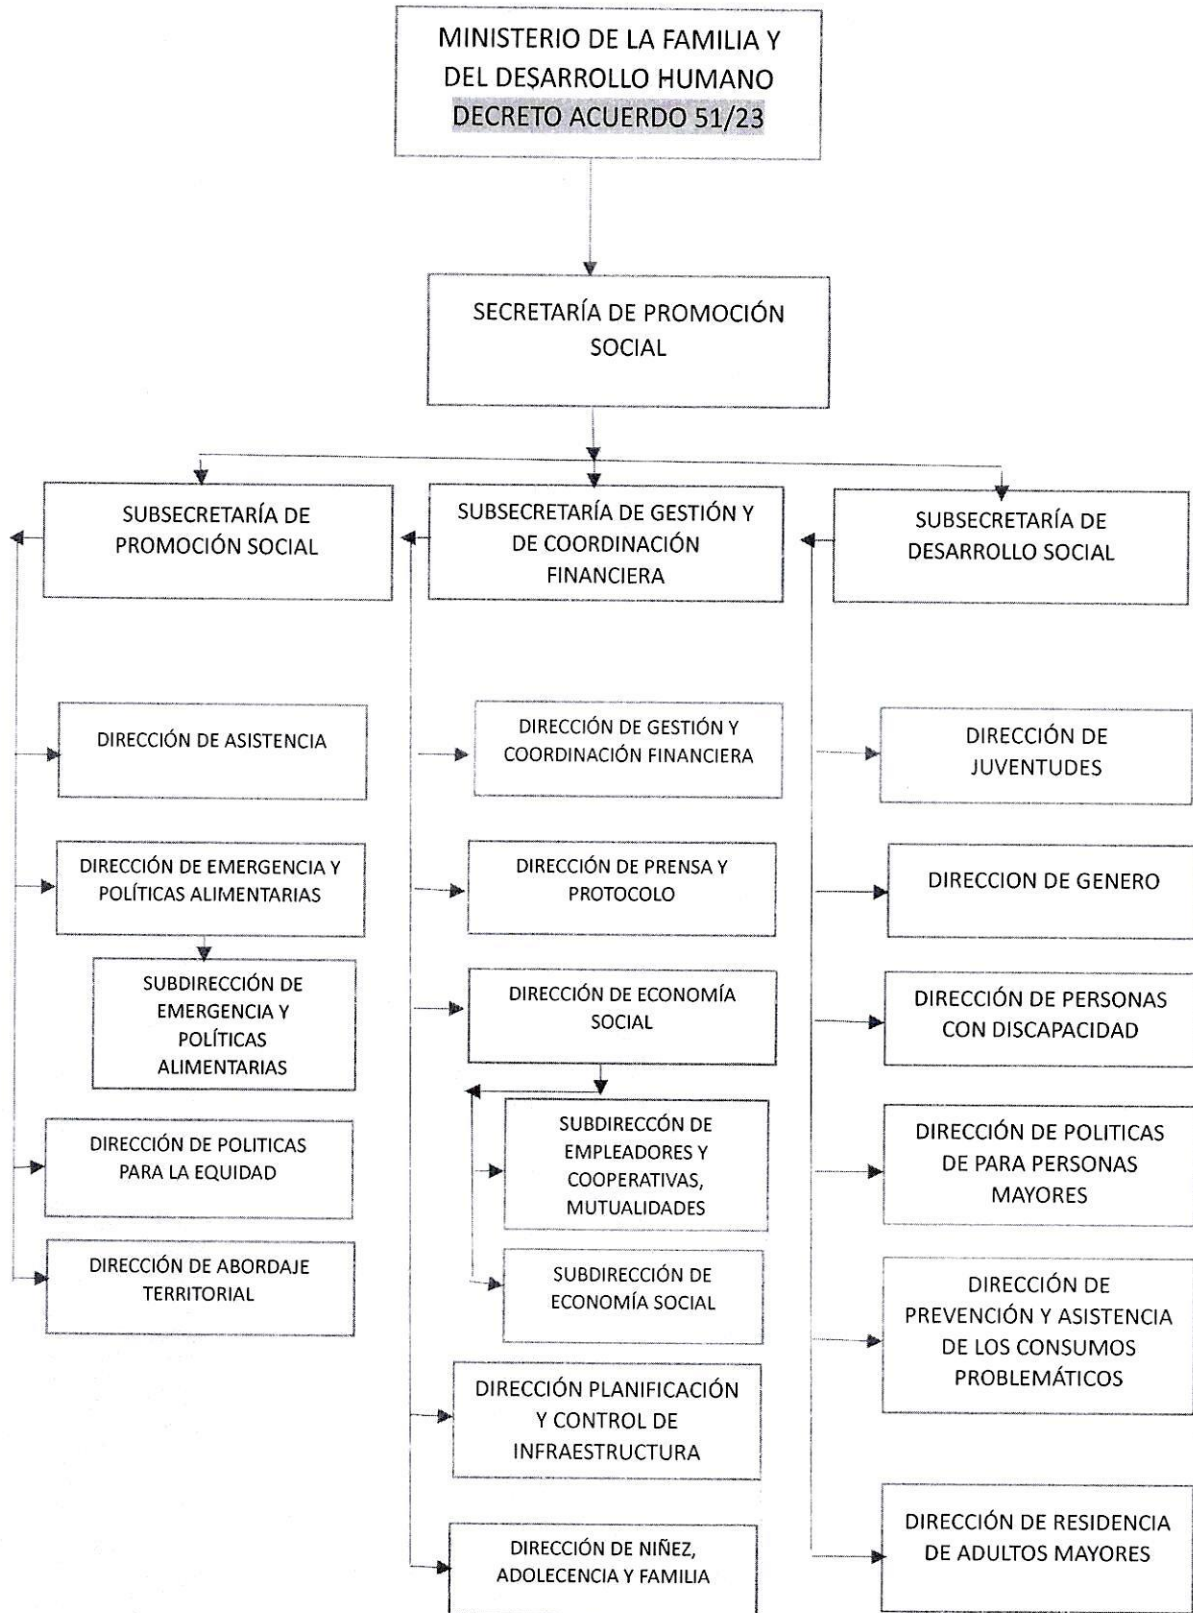 MINISTERIO DE LA FAMILIA Y
DEL DESARROLLO HUMANO
DECRETO ACUERDO 51/23
SECRETARÍA DE PROMOCIÓN
SOCIAL
SUBSECRETARÍA DE
PROMOCIÓN SOCIAL
DIRECCIÓN DE ASISTENCIA
DIRECCIÓN DE EMERGENCIA Y
POLÍTICAS ALIMENTARIAS
SUBDIRECCIÓN DE
EMERGENCIA Y
POLÍTICAS
ALIMENTARIAS
DIRECCIÓN DE POLITICAS
PARA LA EQUIDAD
DIRECCIÓN DE ABORDAJE
TERRITORIAL
SUBSECRETARÍA DE GESTIÓN Y
DE COORDINACIÓN
FINANCIERA
DIRECCIÓN DE GESTIÓN Y
COORDINACIÓN FINANCIERA
DIRECCIÓN DE PRENSA Y
PROTOCOLO
DIRECCIÓN DE ECONOMÍA
SOCIAL
SUBDIRECCÓN DE
EMPLEADORES Y
COOPERATIVAS,
MUTUALIDADES
SUBDIRECCIÓN DE
ECONOMÍA SOCIAL
DIRECCIÓN PLANIFICACIÓN
Y CONTROL DE
INFRAESTRUCTURA
DIRECCIÓN DE NIÑEZ,
ADOLECENCIA Y FAMILIA
SUBSECRETARÍA DE
DESARROLLO SOCIAL
DIRECCIÓN DE
JUVENTUDES
DIRECCION DE GENERO
DIRECCIÓN DE PERSONAS
CON DISCAPACIDAD
DIRECCIÓN DE POLITICAS
DE PARA PERSONAS
MAYORES
DIRECCIÓN DE
PREVENCIÓN Y ASISTENCIA
DE LOS CONSUMOS
PROBLEMÁTICOS
DIRECCIÓN DE RESIDENCIA
DE ADULTOS MAYORES